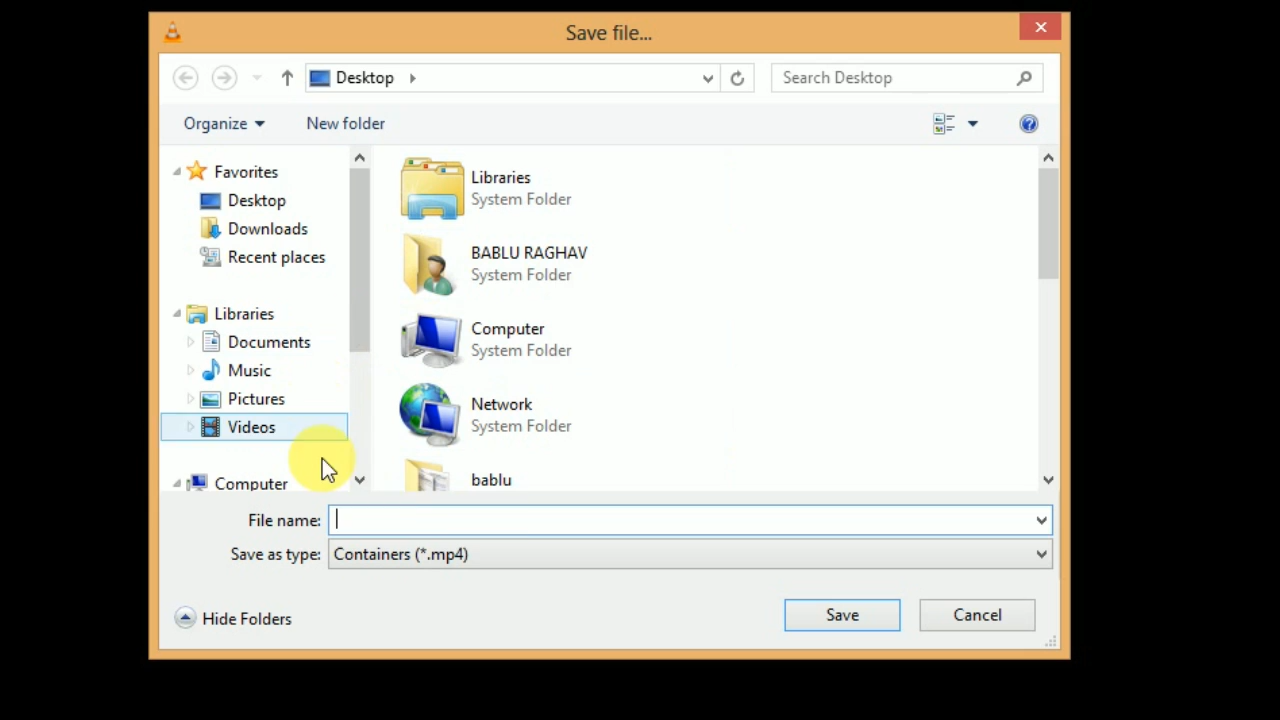 Save file...
Desktop
Search Desktop
Organize
New folder
Favorites
Desktop
Downloads
Recent places
Libraries
Documents
Music
Pictures
Videos
Computer
Libraries
System Folder
BABLU RAGHAV
System Folder
Computer
System Folder
Network
System Folder
bablu
File name:
Save as type: Containers (*.mp4)
Hide Folders
Save
Cancel